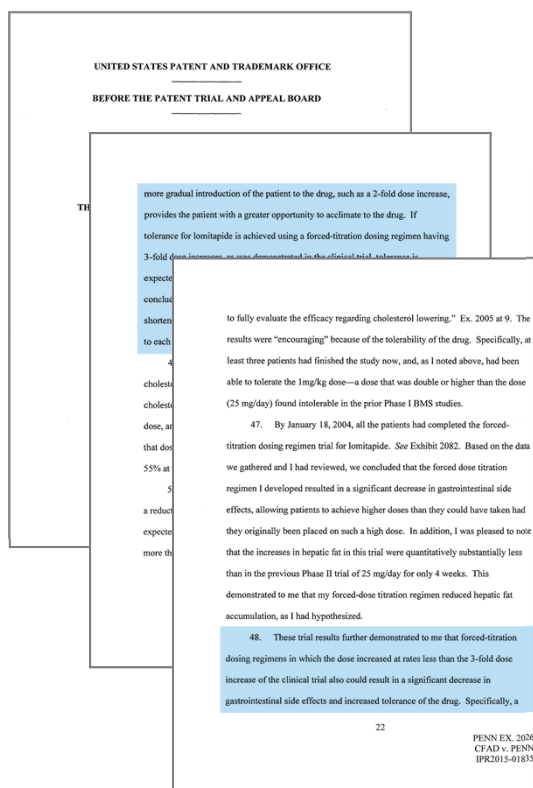 UNITED STATES PATENT AND TRADEMARK OFFICE
BEFORE THE PATENT TRIAL AND APPEAL BOARD
TH
more gradual introduction of the patient to the drug, such as a 2-fold dose increase,
provides the patient with a greater opportunity to acclimate to the drug. If
tolerance for lomitapide is achieved using a forced-titration dosing regimen having
3-fold dose increases, as was demonstrated in the clinical trial, tolerance is
expecte
conclud
shorten
to each
4
cholest
cholest
dose, an
that dos
55% at
5
a reduct
expecte
more th
to fully evaluate the efficacy regarding cholesterol lowering.” Ex. 2005 at 9. The
results were “encouraging” because of the tolerability of the drug. Specifically, at
least three patients had finished the study now, and, as I noted above, had been
able to tolerate the 1mg/kg dose—a dose that was double or higher than the dose
(25 mg/day) found intolerable in the prior Phase I BMS studies.
47. By January 18, 2004, all the patients had completed the forced-
titration dosing regimen trial for lomitapide. See Exhibit 2082. Based on the data
we gathered and I had reviewed, we concluded that the forced dose titration
regimen I developed resulted in a significant decrease in gastrointestinal side
effects, allowing patients to achieve higher doses than they could have taken had
they originally been placed on such a high dose. In addition, I was pleased to note
that the increases in hepatic fat in this trial were quantitatively substantially less
than in the previous Phase II trial of 25 mg/day for only 4 weeks. This
demonstrated to me that my forced-dose titration regimen reduced hepatic fat
accumulation, as I had hypothesized.
48. These trial results further demonstrated to me that forced-titration
dosing regimens in which the dose increased at rates less than the 3-fold dose
increase of the clinical trial also could result in a significant decrease in
gastrointestinal side effects and increased tolerance of the drug. Specifically, a
22
PENN EX. 2026
CFAD v. PENN
IPR2015-01835